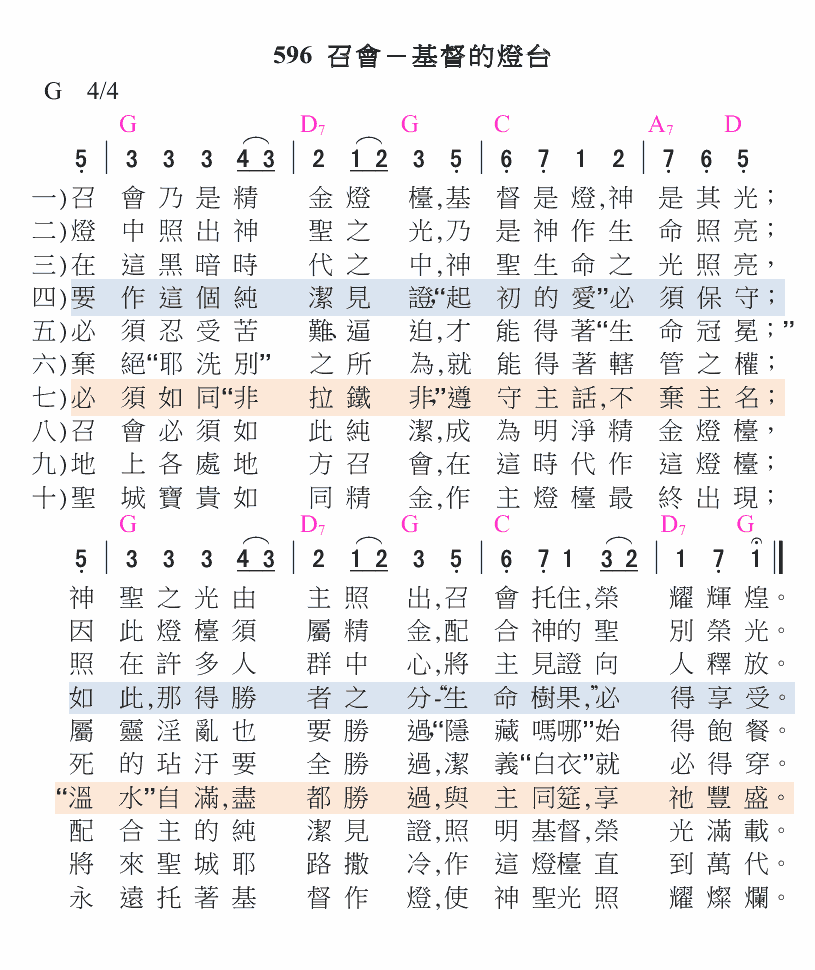 596 召會－基督的燈台
G 4/4
G D7 G C A7 D
5̣ | 3 3 3 4 3 | 2 1 2 3 5̣ | 6̣ 7̣ 1 2 | 7̣ 6̣ 5̣
一)召會乃是精金燈檯,基督是燈,神是其光；
二)燈中照出神聖之光,乃是神作生命照亮；
三)在這黑暗時代之中,神聖生命之光照亮,
四)要作這個純潔見證,“起初的愛”必須保守；
五)必須忍受苦難、逼迫,才能得著“生命冠冕；”
六)棄絕“耶洗別”之所為,就能得著轄管之權；
七)必須如同“非拉鐵非,”遵守主話,不棄主名；
八)召會必須如此純潔,成為明淨精金燈檯,
九)地上各處地方召會,在這時代作這燈檯；
十)聖城寶貴如同精金,作主燈檯最終出現；
G D7 G C D7 G
5̣ | 3 3 3 4 3 | 2 1 2 3 5̣ | 6̣ 7̣ 1 3 2 | 1 7̣ 1 ||
神聖之光由主照出,召會托住,榮耀輝煌。
因此燈檯須屬精金,配合神的聖別榮光。
照在許多人群中心,將主見證向人釋放。
如此,那得勝者之分-“生命樹果,”必得享受。
屬靈淫亂也要勝過,“隱藏嗎哪”始得飽餐。
死的玷汙要全勝過,潔義“白衣”就必得穿。
“溫水”自滿,盡都勝過,與主同筵,享祂豐盛。
配合主的純潔見證,照明基督,榮光滿載。
將來聖城耶路撒冷,作這燈檯直到萬代。
永遠托著基督作燈,使神聖光照耀燦爛。